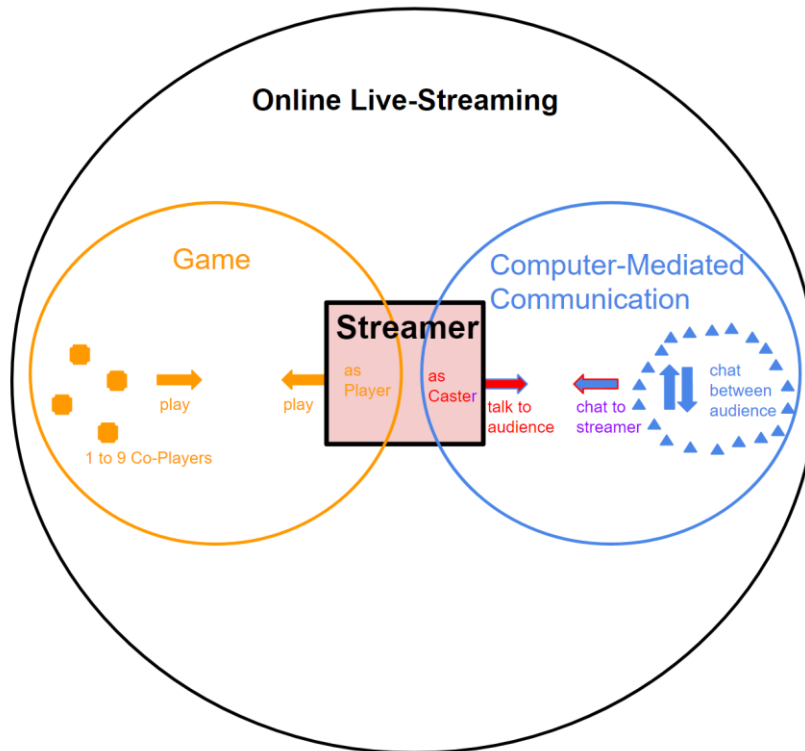 Online Live-Streaming
Game
Computer-Mediated
Communication
Streamer
as
Player
as
Caster
play
play
1 to 9 Co-Players
talk to
audience
chat to
streamer
chat
between
audience